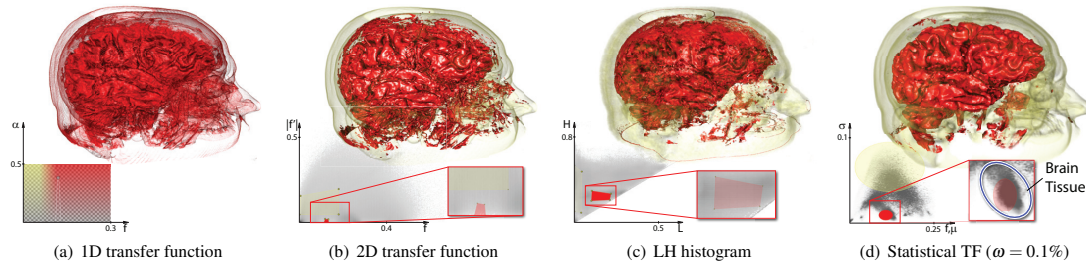 α
0.5
0.3
f
(a) 1D transfer function
|f'|
0.5
0.4
f
(b) 2D transfer function
H
0.8
0.5
L
(c) LH histogram
σ
0.1
0.25
f,μ
Brain
Tissue
(d) Statistical TF (ω = 0.1%)